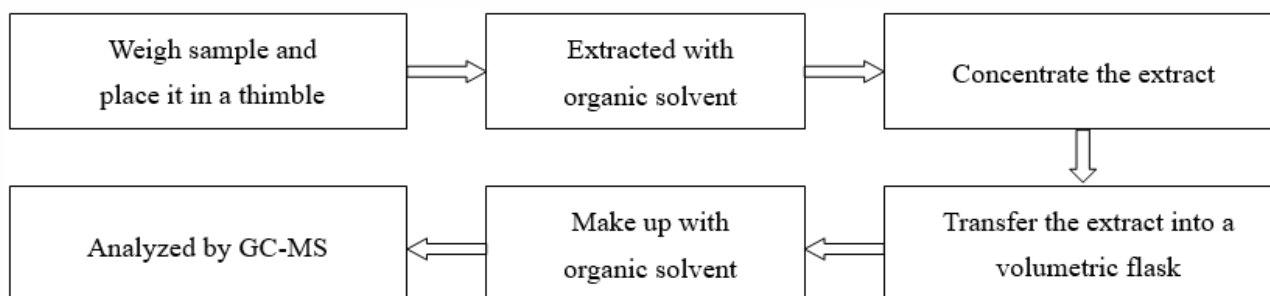 Weigh sample and
place it in a thimble
Extracted with
organic solvent
Concentrate the extract
Transfer the extract into a
volumetric flask
Make up with
organic solvent
Analyzed by GC-MS